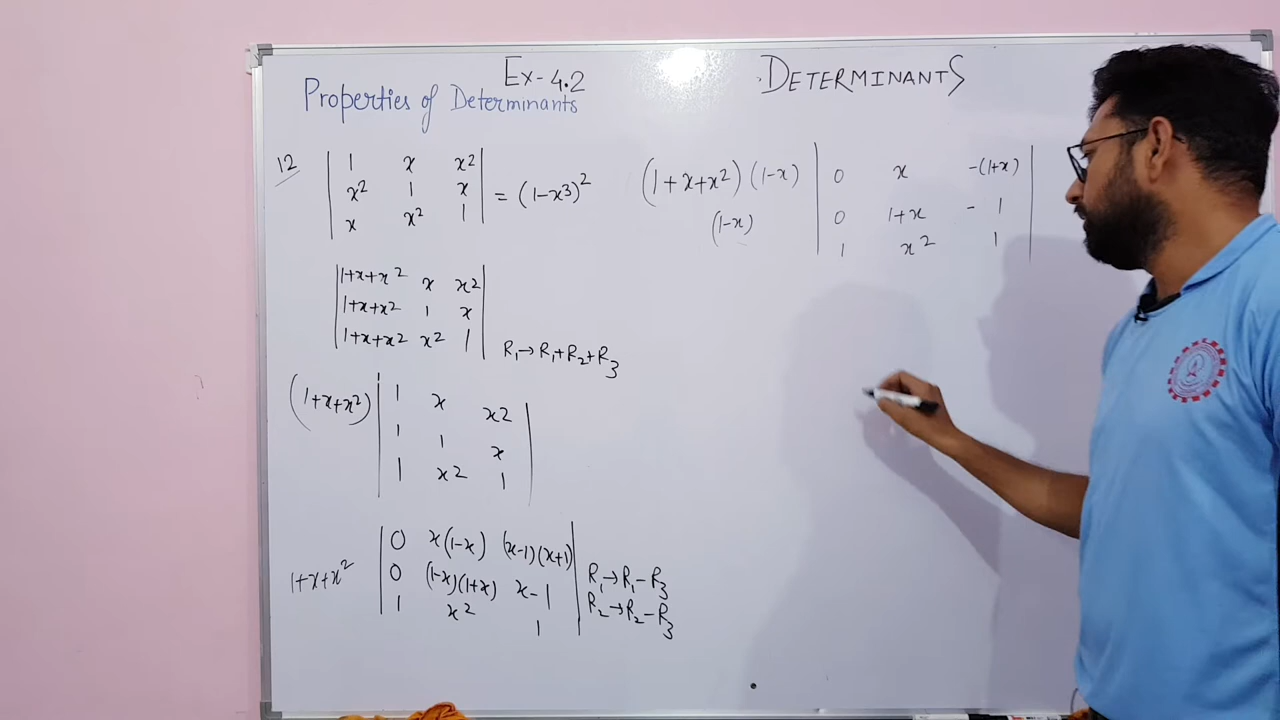 Ex-4.2
DETERMINANTS
Properties of Determinants
12
1 x x2
x2 1 x
x x2 1
= (1-x3)2
1+x+x2 x x2
1+x+x2 1 x
1+x+x2 x2 1
R1→R1+R2+R3
(1+x+x2)
1 x x2
1 1 x
1 x2 1
1+x+x2
0 x(1-x) (x-1)(x+1)
0 (1-x)(1+x) x-1
1 x2 1
R1→R1-R3
R2→R2-R3
(1+x+x2)(1-x)
(1-x)
0 x -(1+x)
0 1+x - 1
1 x2 1